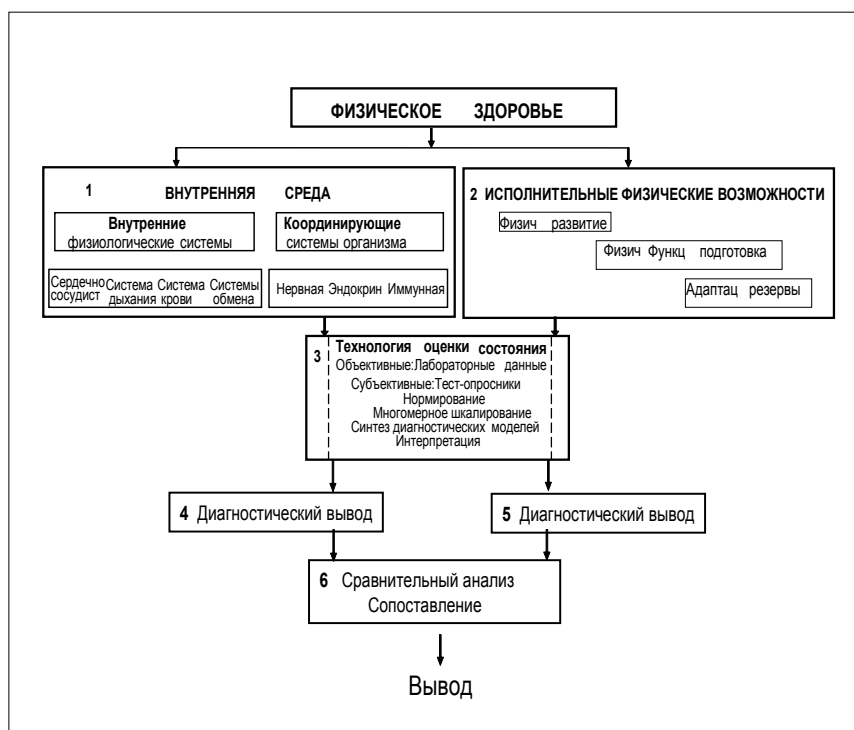 ФИЗИЧЕСКОЕ ЗДОРОВЬЕ
1 ВНУТРЕННЯЯ СРЕДА
Внутренние
физиологические системы
Координирующие
системы организма
Сердечно Система Система Системы
сосудист дыхания крови обмена
Нервная Эндокрин Иммунная
2 ИСПОЛНИТЕЛЬНЫЕ ФИЗИЧЕСКИЕ ВОЗМОЖНОСТИ
Физич развитие
Физич Функц подготовка
Адаптац резервы
3 Технология оценки состояния
Объективные:Лабораторные данные
Субъективные:Тест-опросники
Нормирование
Многомерное шкалирование
Синтез диагностических моделей
Интерпретация
4 Диагностический вывод
5 Диагностический вывод
6 Сравнительный анализ
Сопоставление
Вывод